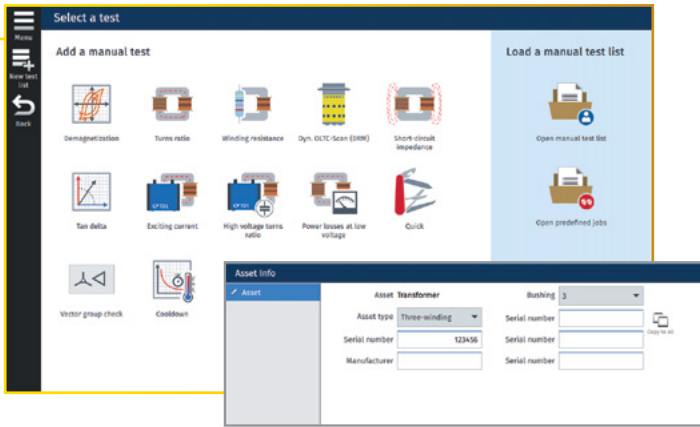 Select a test
Menu
New test
list
Back
Add a manual test
Demagnetization
Turns ratio
Winding resistance
Dyn. OLTC-Scan (DRM)
Short-circuit
impedance
Tan delta
CPTD1
Exciting current
CPTD1
High voltage turns
ratio
Power losses at low
voltage
Quick
Vector group check
Cooldown
Load a manual test list
Open manual test list
Open predefined jobs
Asset Info
Asset
Asset Transformer
Bushing 3
Asset type Three-winding
Serial number
Copy to all
Serial number 123456
Serial number
Manufacturer
Serial number